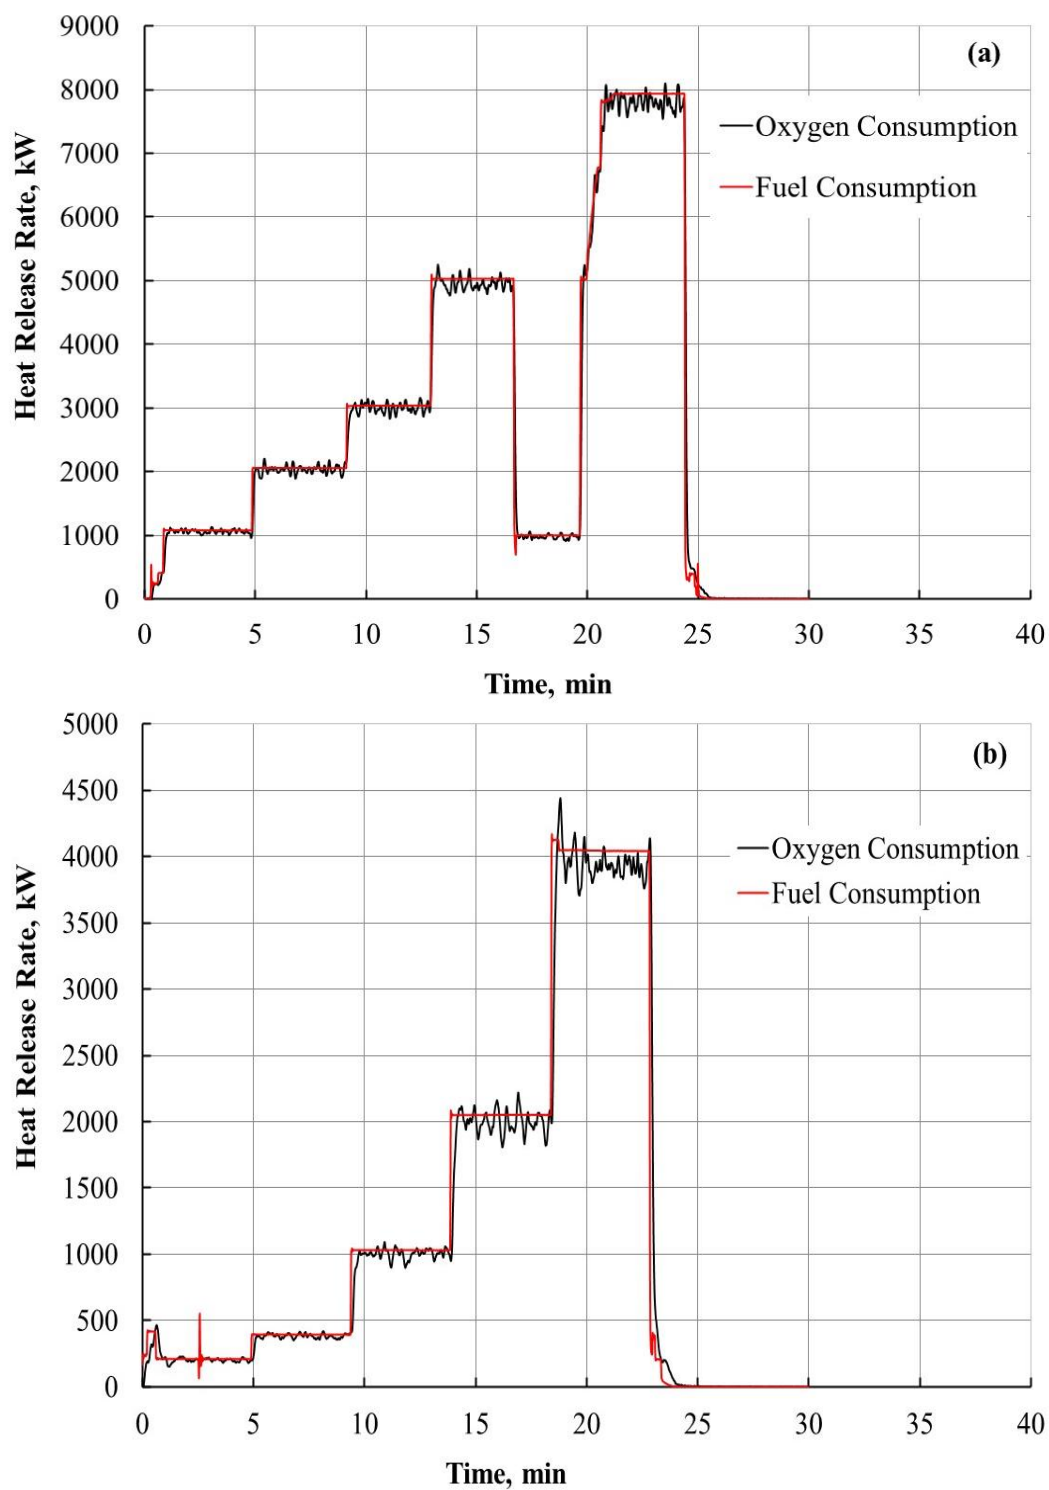 9000
(a)
8000
Oxygen Consumption
7000
Fuel Consumption
6000
5000
4000
3000
2000
1000
0
Heat Release Rate, kW
0 5 10 15 20 25 30 35 40
Time, min
5000
(b)
4500
Oxygen Consumption
4000
Fuel Consumption
3500
3000
2500
2000
1500
1000
500
0
Heat Release Rate, kW
0 5 10 15 20 25 30 35 40
Time, min